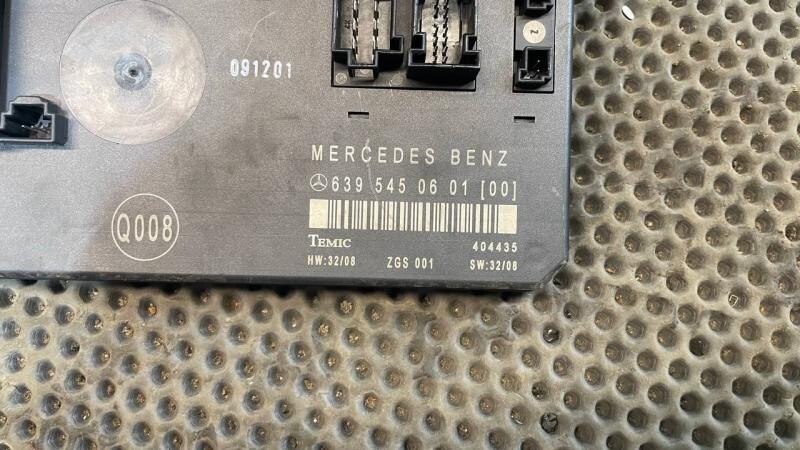 091201
MERCEDES BENZ
639 545 06 01 [00]
Q008
TEMIC 404435
HW:32/08 ZGS 001 SW:32/08